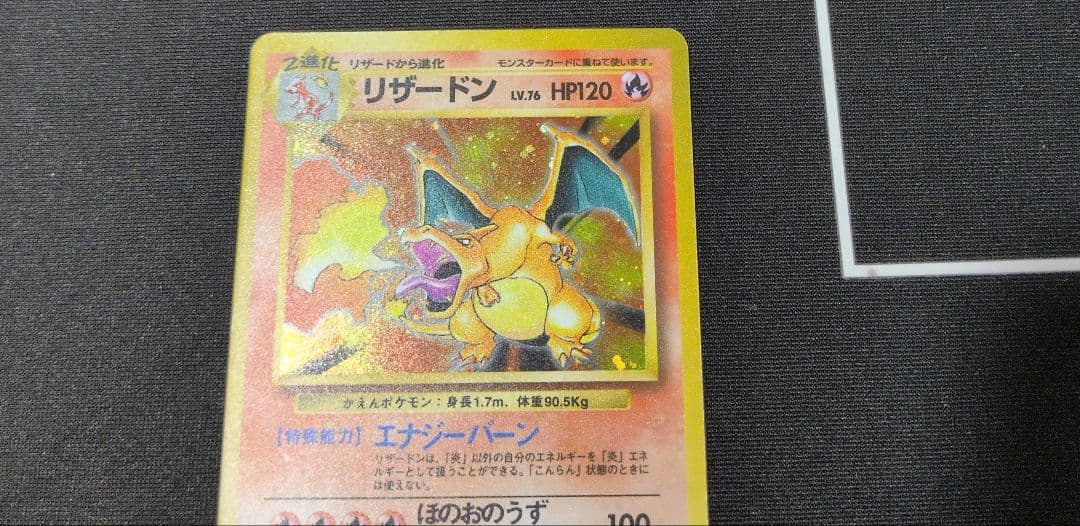 2進化 リザードから進化 モンスターカードに重ねて使います。
リザードン LV.76 HP120
かえんポケモン：身長1.7m、体重90.5Kg
［特殊能力］エナジーバーン
リザードンは、「炎」以外の自分のエネルギーを「炎」エネ
ルギーとして扱うことができる。「こんらん」状態のときに
は使えない。
ほのおのうず 100